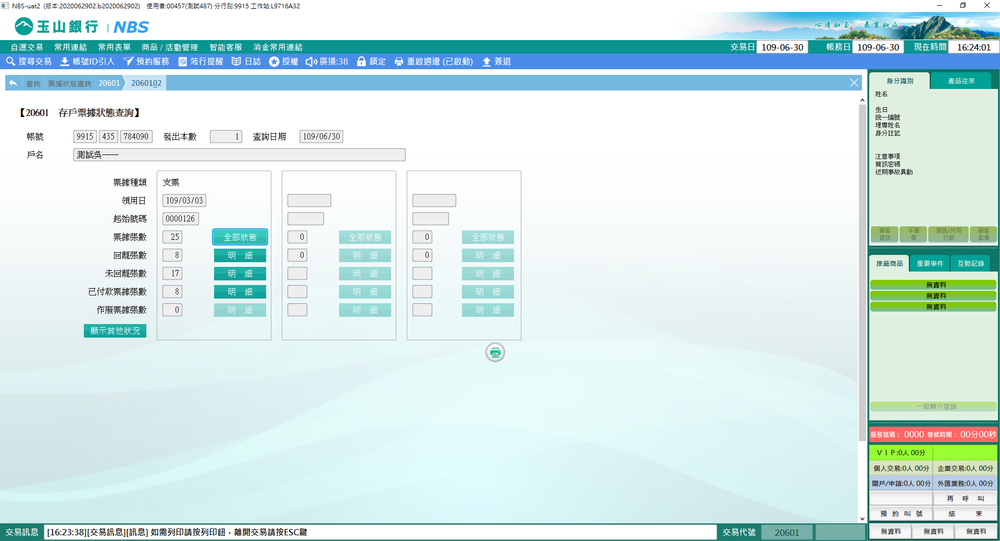 NBS-uat2 (版本:2020062902.b2020062902) 使用者:00457(測試487) 分行別:9915 工作站:L9716A32
玉山銀行 | NBS
心清如玉。 義重如山。
自選交易 常用連結 常用表單 商品 / 活動管理 智能客服 消金常用連結
交易日 109-06-30 帳務日 109-06-30 現在時間 16:24:01
搜尋交易 帳號ID引入 預約服務 蒞行提醒 日誌 授權 廣播:38 鎖定 重啟週邊 (已啟動) 簽退
查詢 票據狀態查詢 20601 2060102
【20601 存戶票據狀態查詢】
帳號 9915 435 784090 發出本數 1 查詢日期 109/06/30
戶名 測試吳一一
票據種類 支票
領用日 109/03/03
起始號碼 0000126
票據張數 25 全部狀態 0 全部狀態 0 全部狀態
回籠張數 8 明 細 0 明 細 0 明 細
未回籠張數 17 明 細 明 細 明 細
已付款票據張數 8 明 細 明 細 明 細
作廢票據張數 0 明 細 明 細 明 細
顯示其他狀況
身分識別 產品往來
姓名
生日
統一編號
理專姓名
身分註記
注意事項
簡訊密碼
近期事故異動
顧客資訊 手續費 通路/共同行銷 顧客影像
推薦商品 重要事件 互動記錄
無資料
無資料
無資料
一般轉介登錄
服務號碼： 0000 等候時間： 00分00秒
ＶＩＰ:0人 00分
個人交易:0人 00分 企業交易:0人 00分
開戶/申請:0人 00分 外匯業務:0人 00分
再 呼 叫
預 約 叫 號 結 束
無資料 無資料 無資料
交易訊息 [16:23:38][交易訊息][訊息] 如需列印請按列印鈕，離開交易請按ESC鍵
交易代號 20601